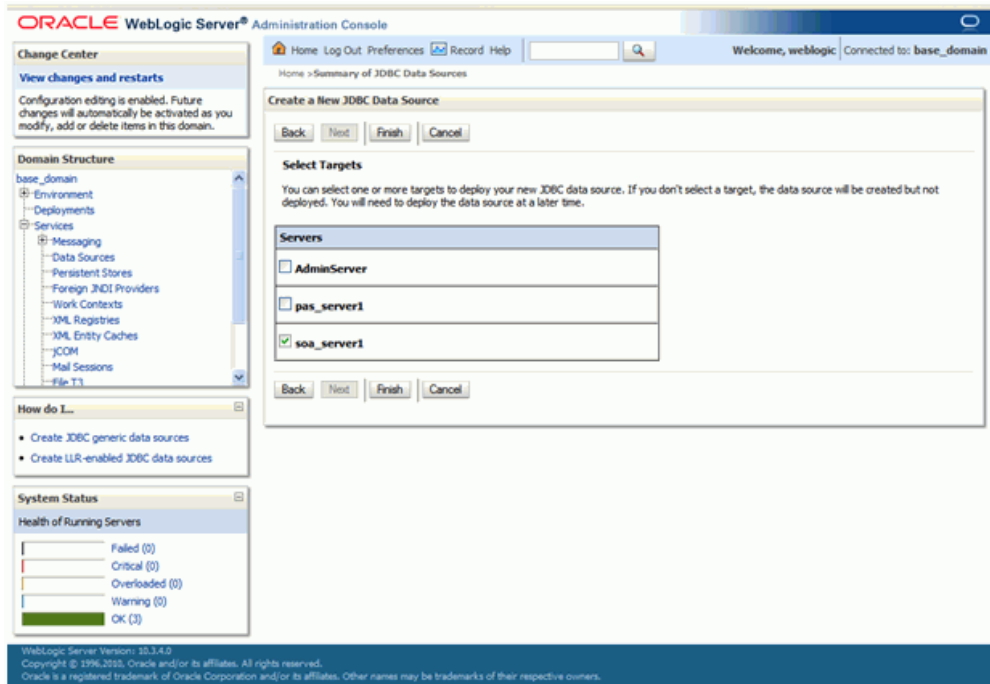 ORACLE WebLogic Server® Administration Console
Change Center
View changes and restarts
Configuration editing is enabled. Future
changes will automatically be activated as you
modify, add or delete items in this domain.
Domain Structure
base_domain
Environment
Deployments
Services
Messaging
Data Sources
Persistent Stores
Foreign JNDI Providers
Work Contexts
XML Registries
XML Entity Caches
jCOM
Mail Sessions
File T3
How do I...
Create JDBC generic data sources
Create LLR-enabled JDBC data sources
System Status
Health of Running Servers
Failed (0)
Critical (0)
Overloaded (0)
Warning (0)
OK (3)
Home Log Out Preferences Record Help
Welcome, weblogic Connected to: base_domain
Home >Summary of JDBC Data Sources
Create a New JDBC Data Source
Back Next Finish Cancel
Select Targets
You can select one or more targets to deploy your new JDBC data source. If you don't select a target, the data source will be created but not
deployed. You will need to deploy the data source at a later time.
Servers
AdminServer
pas_server1
soa_server1
Back Next Finish Cancel
WebLogic Server Version: 10.3.4.0
Copyright © 1996,2010, Oracle and/or its affiliates. All rights reserved.
Oracle is a registered trademark of Oracle Corporation and/or its affiliates. Other names may be trademarks of their respective owners.